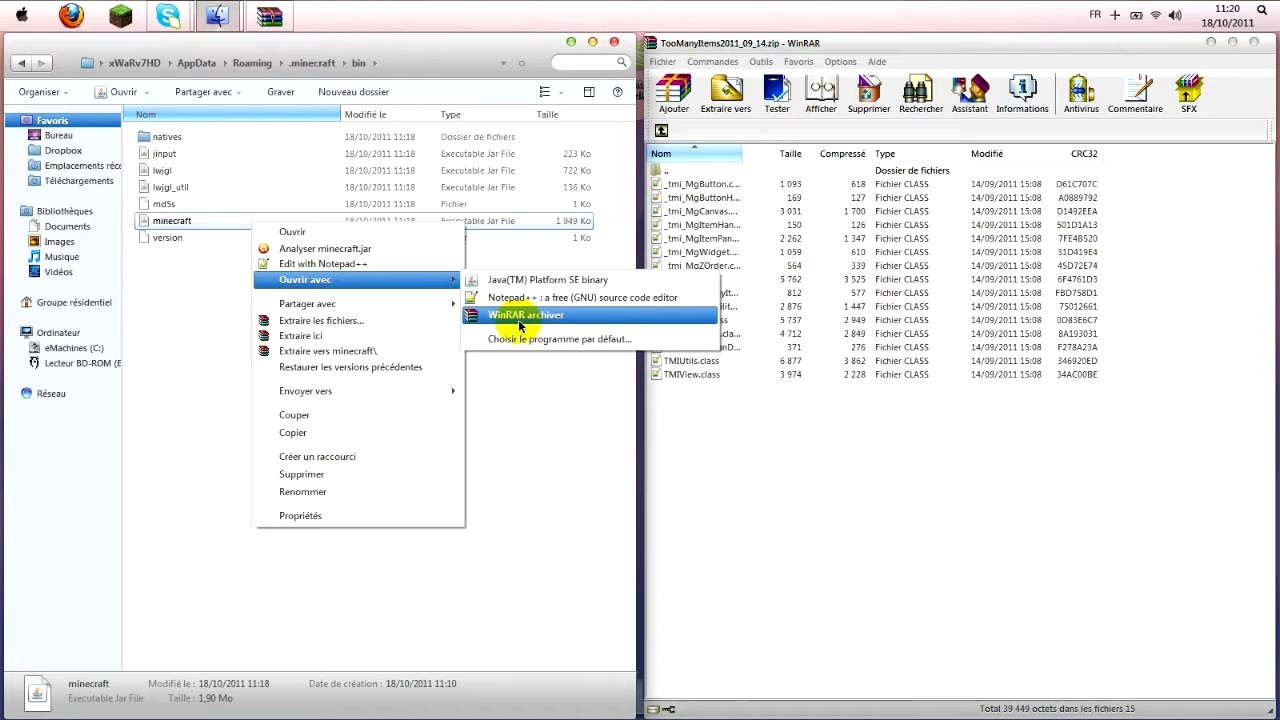 FR
11:20
18/10/2011
xWaRv7HD
AppData
Roaming
.minecraft
bin
Organiser
Ouvrir
Partager avec
Graver
Nouveau dossier
Nom
Modifié le
Type
Taille
Favoris
Bureau
Dropbox
Emplacements réce
Téléchargements
Bibliothèques
Documents
Images
Musique
Vidéos
Groupe résidentiel
Ordinateur
eMachines (C:)
Lecteur BD-ROM (E
Réseau
natives 18/10/2011 11:18 Dossier de fichiers
jinput 18/10/2011 11:18 Executable Jar File 223 Ko
lwjgl 18/10/2011 11:18 Executable Jar File 722 Ko
lwjgl_util 18/10/2011 11:18 Executable Jar File 136 Ko
md5s 18/10/2011 11:18 Fichier 1 Ko
minecraft 18/10/2011 11:18 Executable Jar File 1 949 Ko
version 1 Ko
Ouvrir
Analyser minecraft.jar
Edit with Notepad++
Ouvrir avec
Partager avec
Extraire les fichiers...
Extraire ici
Extraire vers minecraft\
Restaurer les versions précédentes
Envoyer vers
Couper
Copier
Créer un raccourci
Supprimer
Renommer
Propriétés
Java(TM) Platform SE binary
Notepad++ : a free (GNU) source code editor
WinRAR archiver
Choisir le programme par défaut...
minecraft Modifié le : 18/10/2011 11:18 Date de création : 18/10/2011 11:10
Executable Jar File Taille : 1,90 Mo
TooManyItems2011_09_14.zip - WinRAR
Fichier Commandes Outils Favoris Options Aide
Ajouter Extraire vers Tester Afficher Supprimer Rechercher Assistant Informations Antivirus Commentaire SFX
Nom Taille Compressé Type Modifié CRC32
.. Dossier de fichiers
_tmi_MgButton.c... 1 093 618 Fichier CLASS 14/09/2011 15:08 D61C707C
_tmi_MgButtonH... 169 127 Fichier CLASS 14/09/2011 15:08 A0889792
_tmi_MgCanvas.... 3 031 1 700 Fichier CLASS 14/09/2011 15:08 D1492EEA
_tmi_MgItemHan... 150 126 Fichier CLASS 14/09/2011 15:08 501D1A13
_tmi_MgItemPan... 2 262 1 347 Fichier CLASS 14/09/2011 15:08 7FE4B520
_tmi_MgWidget.... 640 386 Fichier CLASS 14/09/2011 15:08 31D419EB
_tmi_MgZOrder.c... 564 339 Fichier CLASS 14/09/2011 15:08 45D72E74
812 577 Fichier CLASS 14/09/2011 15:08 FBD758D1
2 876 1 447 Fichier CLASS 14/09/2011 15:08 75012661
5 762 3 253 Fichier CLASS 14/09/2011 15:08 0D83E6C7
5 737 2 949 Fichier CLASS 14/09/2011 15:08 31D419EB
4 712 2 889 Fichier CLASS 14/09/2011 15:08 8A193031
371 276 Fichier CLASS 14/09/2011 15:08 F278A23A
TMIUtils.class 6 877 3 862 Fichier CLASS 14/09/2011 15:08 346920ED
TMIView.class 3 974 2 228 Fichier CLASS 14/09/2011 15:08 34AC00BE
Total 39 449 octets dans les fichiers 15